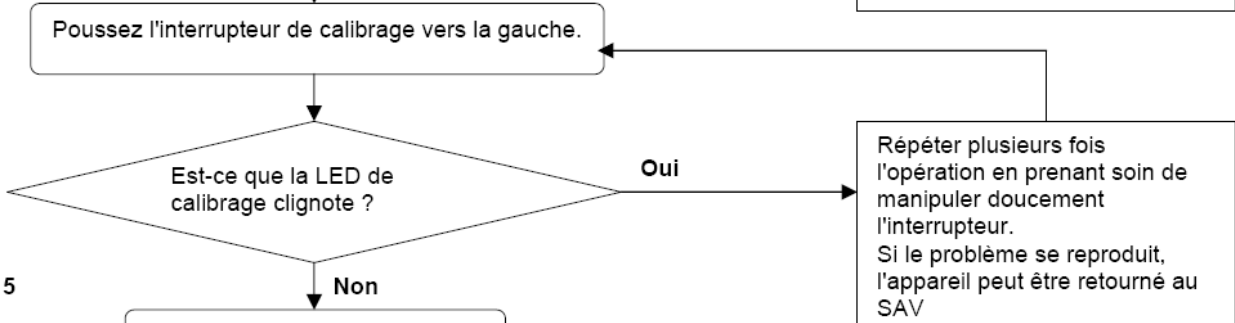 Poussez l'interrupteur de calibrage vers la gauche.
Est-ce que la LED de
calibrage clignote ?
Oui
Répéter plusieurs fois
l'opération en prenant soin de
manipuler doucement
l'interrupteur.
Si le problème se reproduit,
l'appareil peut être retourné au
SAV
5
Non